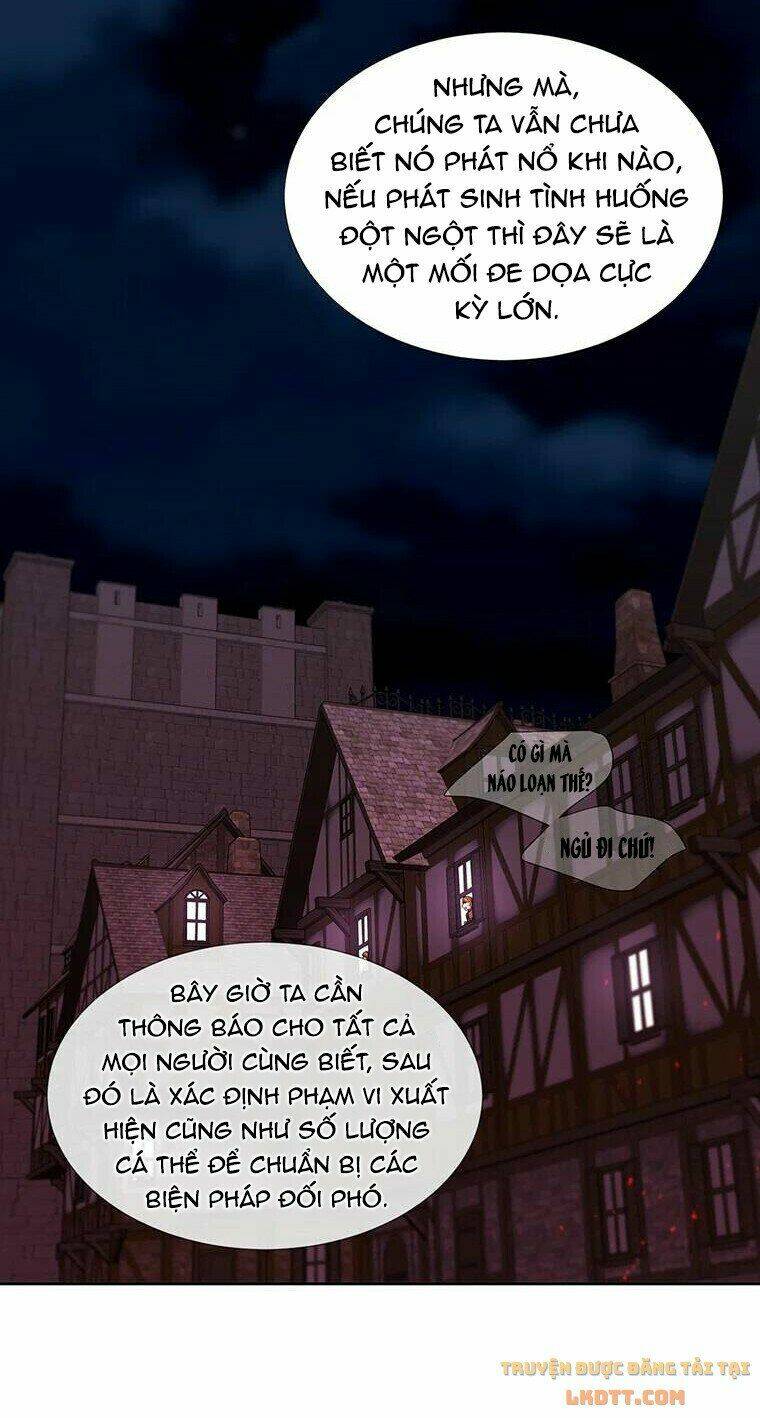 NHƯNG MÀ,
CHÚNG TA VẪN CHƯA
BIẾT NÓ PHÁT NỔ KHI NÀO,
NẾU PHÁT SINH TÌNH HUỐNG
ĐỘT NGỘT THÌ ĐÂY SẼ LÀ
MỘT MỐI ĐE DỌA CỰC
KỲ LỚN.
CÓ GÌ MÀ
NÁO LOẠN THẾ?
NGỦ ĐI CHỨ!
BÂY GIỜ TA CẦN
THÔNG BÁO CHO TẤT CẢ
MỌI NGƯỜI CÙNG BIẾT, SAU
ĐÓ LÀ XÁC ĐỊNH PHẠM VI XUẤT
HIỆN CŨNG NHƯ SỐ LƯỢNG
CÁ THỂ ĐỂ CHUẨN BỊ CÁC
BIỆN PHÁP ĐỐI PHÓ.
TRUYỆN ĐƯỢC ĐĂNG TẢI TẠI
LKDTT.COM